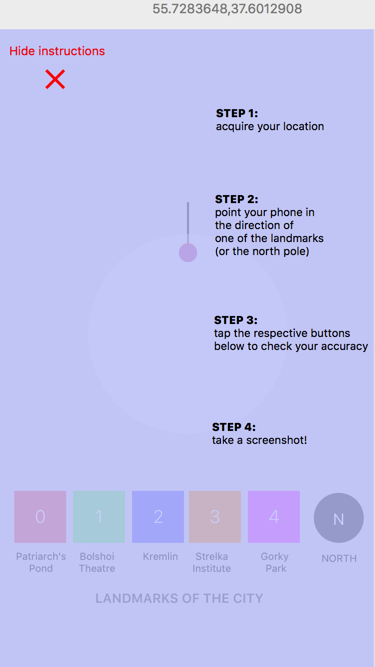 55.7283648,37.6012908
Hide instructions
STEP 1:
acquire your location
STEP 2:
point your phone in
the direction of
one of the landmarks
(or the north pole)
STEP 3:
tap the respective buttons
below to check your accuracy
STEP 4:
take a screenshot!
0 1 2 3 4 N
Patriarch's Bolshoi Kremlin Strelka Gorky NORTH
Pond Theatre Institute Park
LANDMARKS OF THE CITY